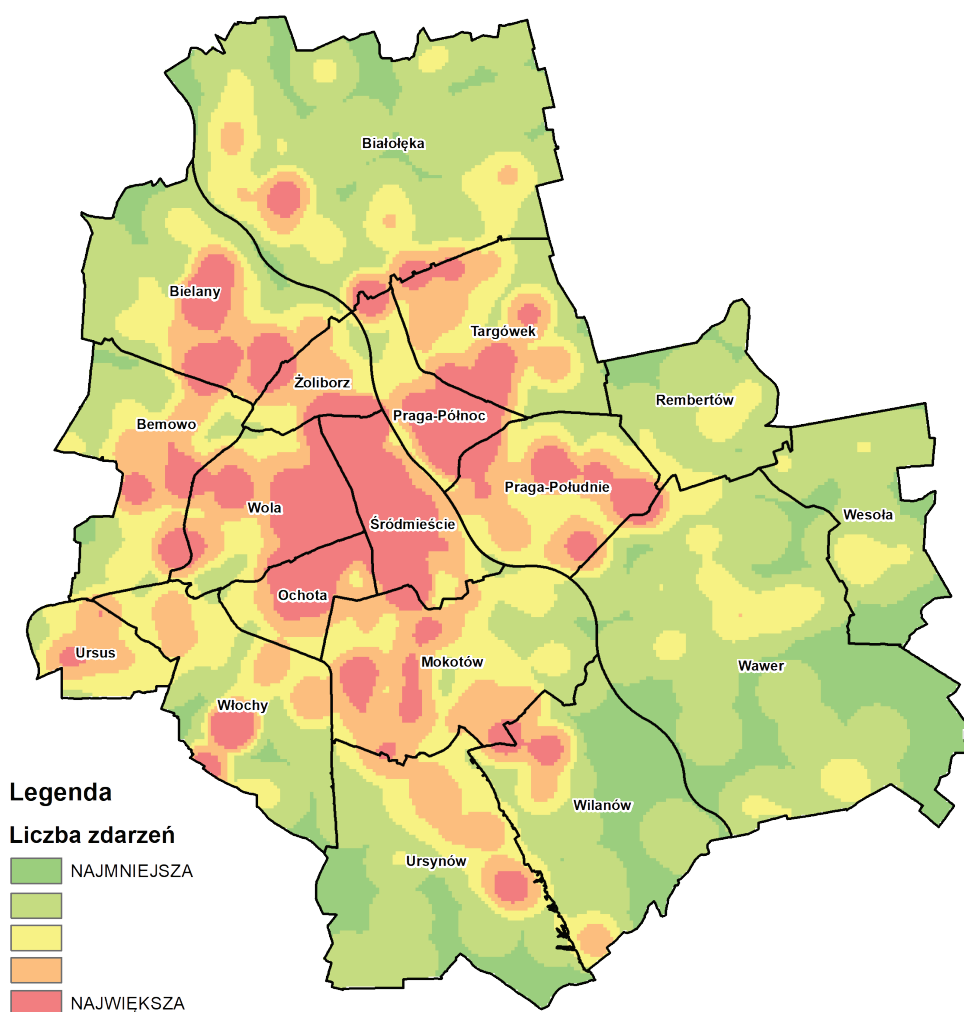 Białołęka
Bielany
Targówek
Żoliborz
Rembertów
Praga-Północ
Bemowo
Praga-Południe
Wola
Wesoła
Śródmieście
Ochota
Ursus
Mokotów
Wawer
Włochy
Wilanów
Ursynów
Legenda
Liczba zdarzeń
NAJMNIEJSZA
NAJWIĘKSZA